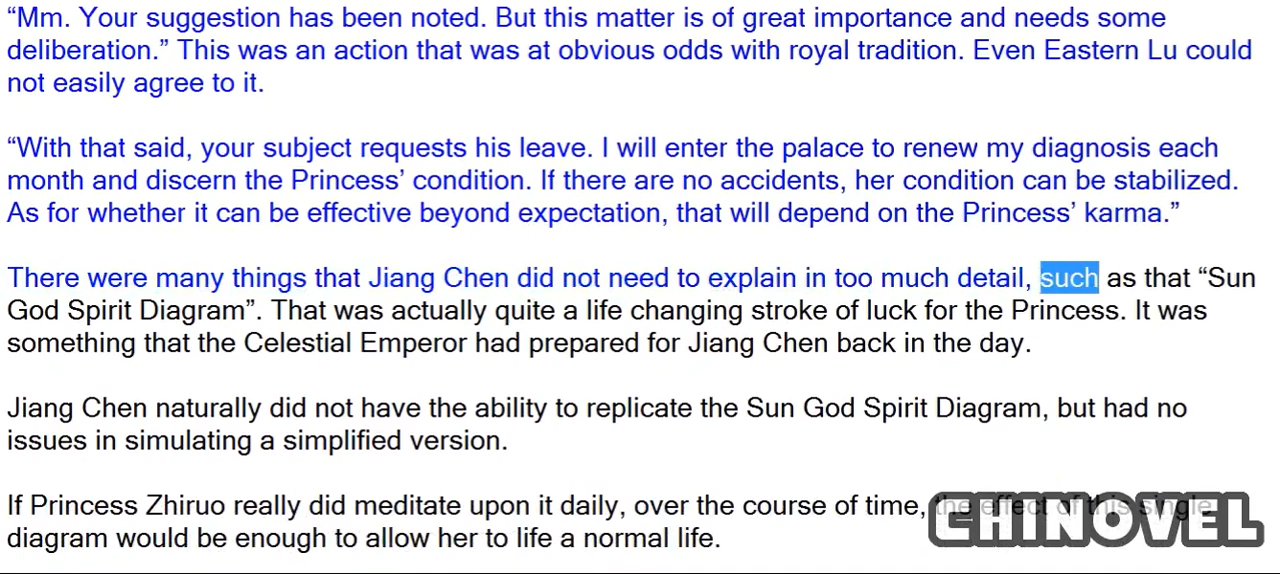 “Mm. Your suggestion has been noted. But this matter is of great importance and needs some
deliberation.” This was an action that was at obvious odds with royal tradition. Even Eastern Lu could
not easily agree to it.
“With that said, your subject requests his leave. I will enter the palace to renew my diagnosis each
month and discern the Princess’ condition. If there are no accidents, her condition can be stabilized.
As for whether it can be effective beyond expectation, that will depend on the Princess’ karma.”
There were many things that Jiang Chen did not need to explain in too much detail, such as that “Sun
God Spirit Diagram”. That was actually quite a life changing stroke of luck for the Princess. It was
something that the Celestial Emperor had prepared for Jiang Chen back in the day.
Jiang Chen naturally did not have the ability to replicate the Sun God Spirit Diagram, but had no
issues in simulating a simplified version.
If Princess Zhiruo really did meditate upon it daily, over the course of time, the effect of this single
diagram would be enough to allow her to life a normal life.
CHINOVEL